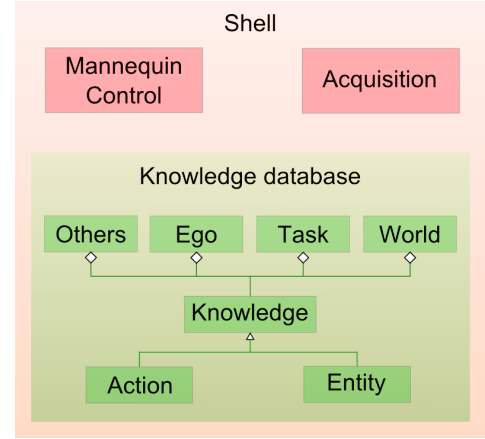 Shell
Mannequin
Control
Acquisition
Knowledge database
Others
Ego
Task
World
Knowledge
Action
Entity